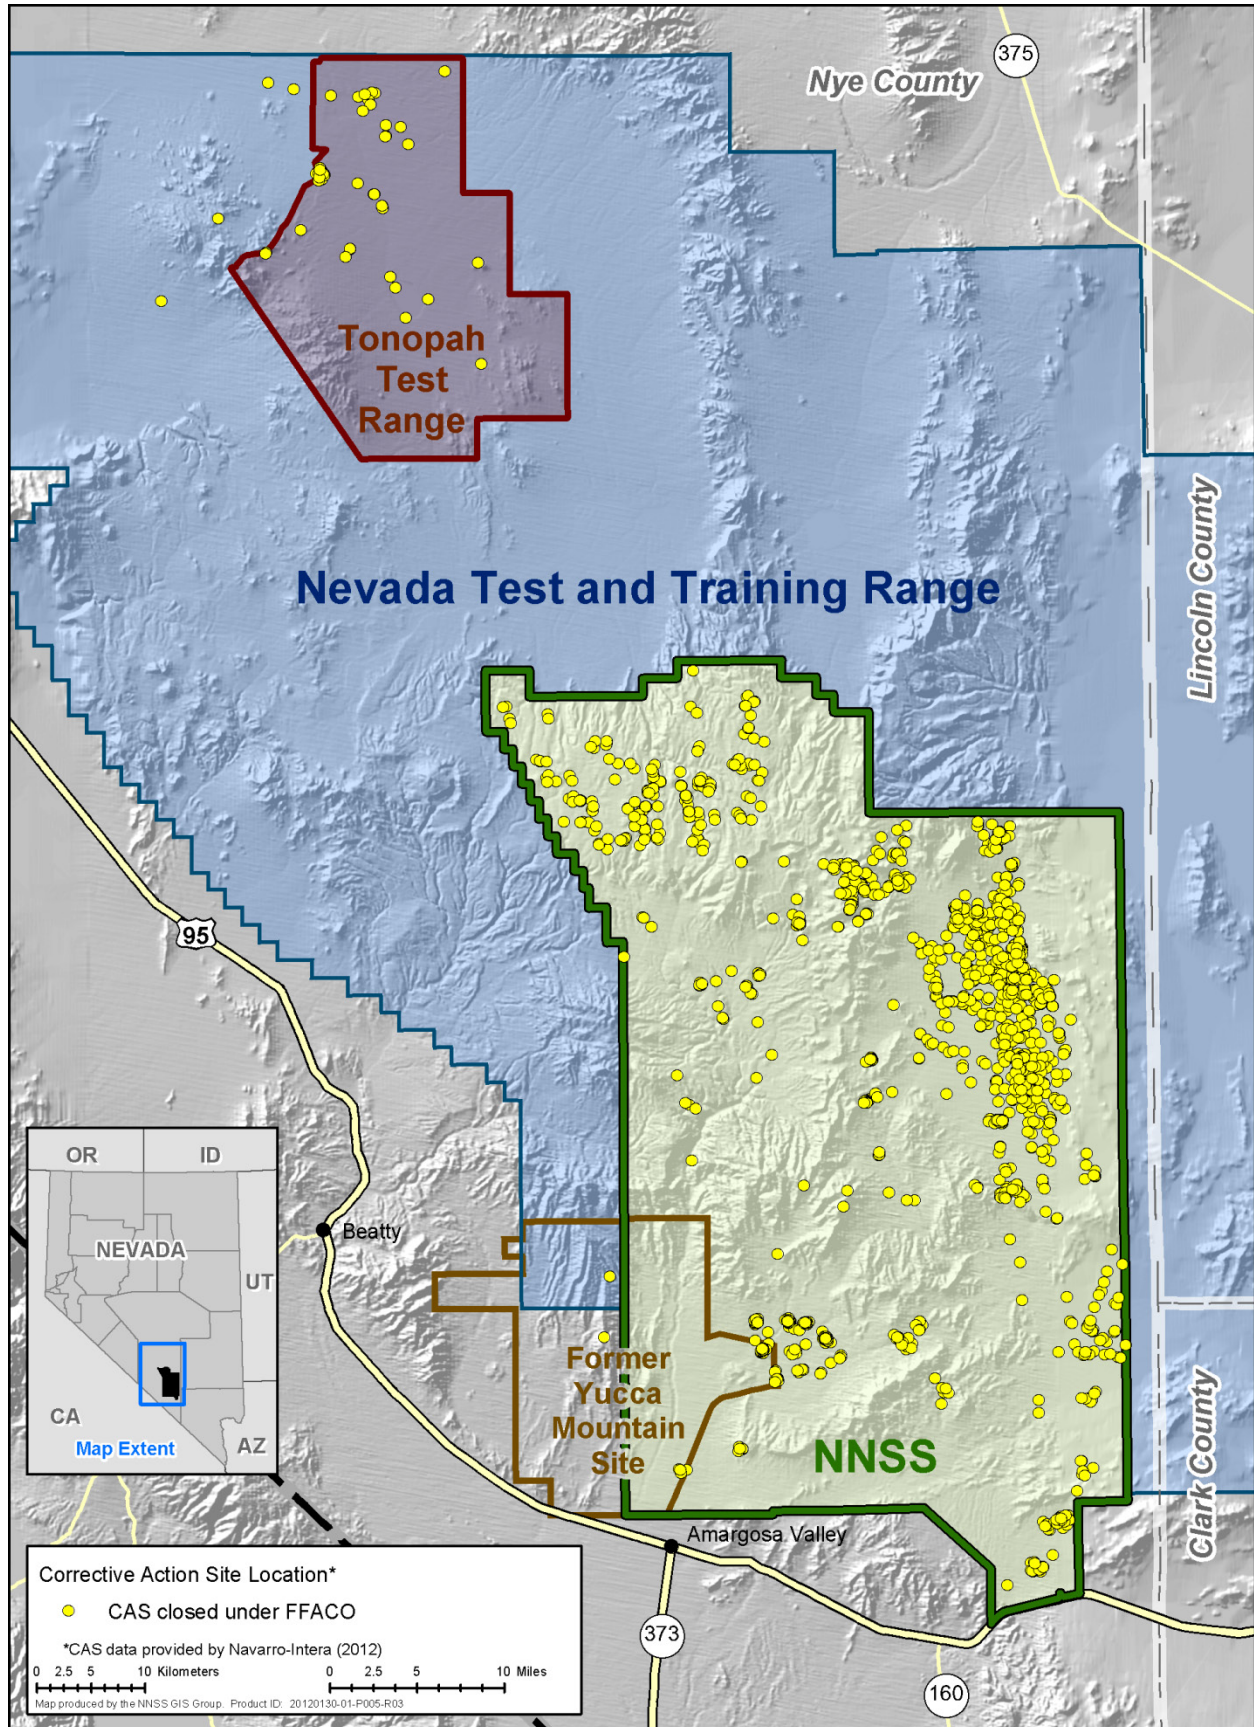 375
Nye County
Tonopah
Test
Range
Lincoln County
Nevada Test and Training Range
95
OR
ID
NEVADA
UT
CA
AZ
Map Extent
Beatty
Former
Yucca
Mountain
Site
NNSS
Clark County
Amargosa Valley
373
160
Corrective Action Site Location*
CAS closed under FFACO
*CAS data provided by Navarro-Intera (2012)
0 2.5 5 10 Kilometers
0 2.5 5 10 Miles
Map produced by the NNSS GIS Group. Product ID: 20120130-01-P005-R03